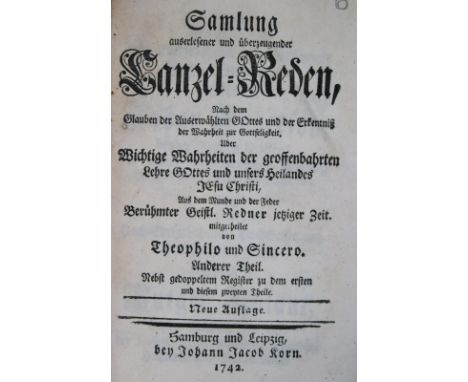 Samlung
auserlesener und überzeugender
Canzel=Reden,
Nach dem
Glauben der Auserwählten GOttes und der Erkentniß
der Wahrheit zur Gottseligkeit,
Uber
Wichtige Wahrheiten der geoffenbahrten
Lehre GOttes und unsers Heilandes
JEsu Christi,
Aus dem Munde und der Feder
Berühmter Geistl. Redner jetziger Zeit.
mitgetheilet
von
Theophilo und Sincero.
Anderer Theil.
Nebst gedoppeltem Register zu dem ersten
und diesem zweyten Theile.
Neue Auflage.
Hamburg und Leipzig,
bey Johann Jacob Korn.
1742.